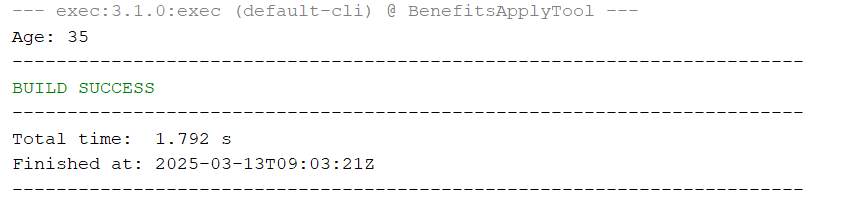 --- exec:3.1.0:exec (default-cli) @ BenefitsApplyTool ---
Age: 35
------------------------------------------------------------------------
BUILD SUCCESS
------------------------------------------------------------------------
Total time:  1.792 s
Finished at: 2025-03-13T09:03:21Z
------------------------------------------------------------------------